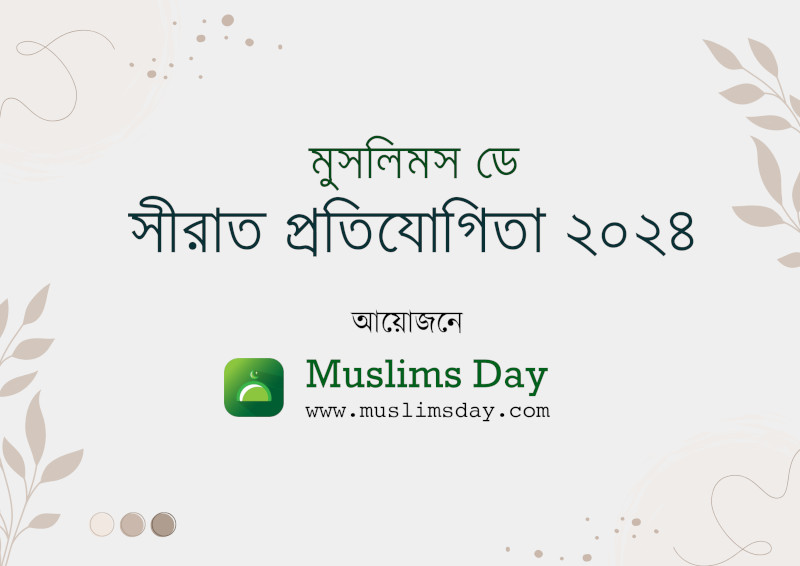 মুসলিমস ডে
সীরাত প্রতিযোগিতা ২০২৪
আয়োজনে
Muslims Day
www.muslimsday.com